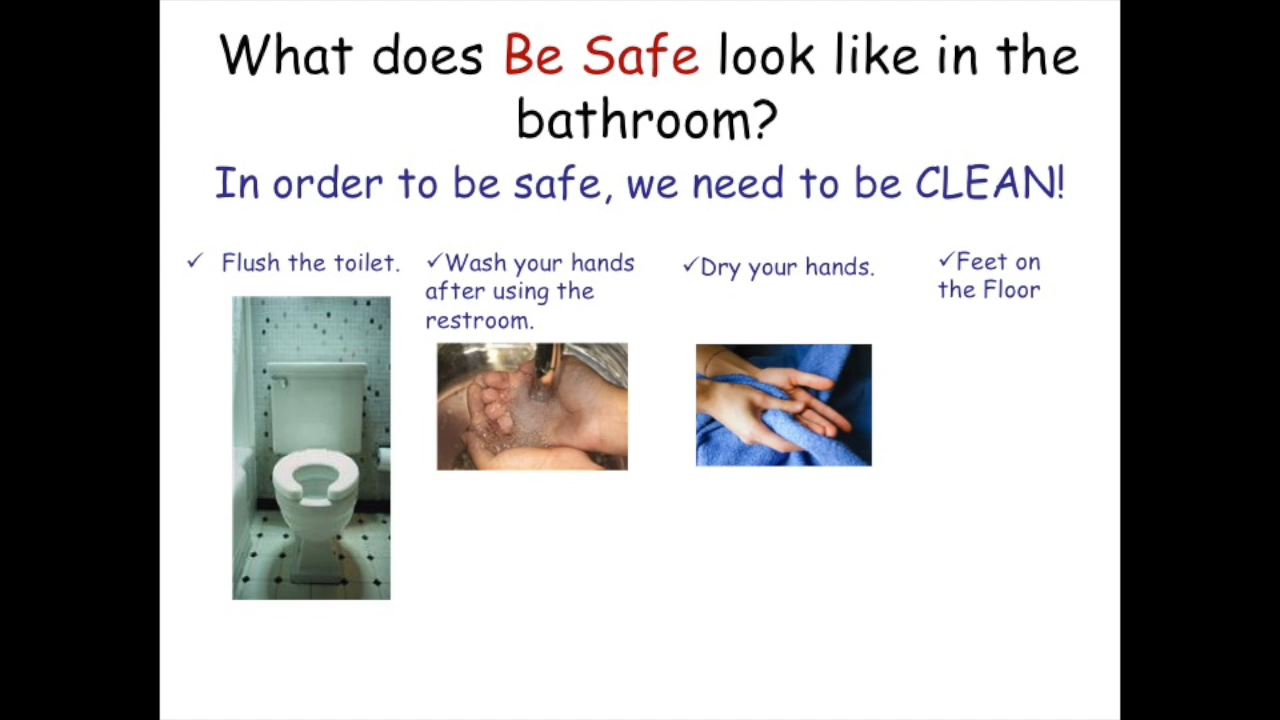 What does Be Safe look like in the
bathroom?
In order to be safe, we need to be CLEAN!
✓ Flush the toilet.
✓Wash your hands
after using the
restroom.
✓Dry your hands.
✓Feet on
the Floor